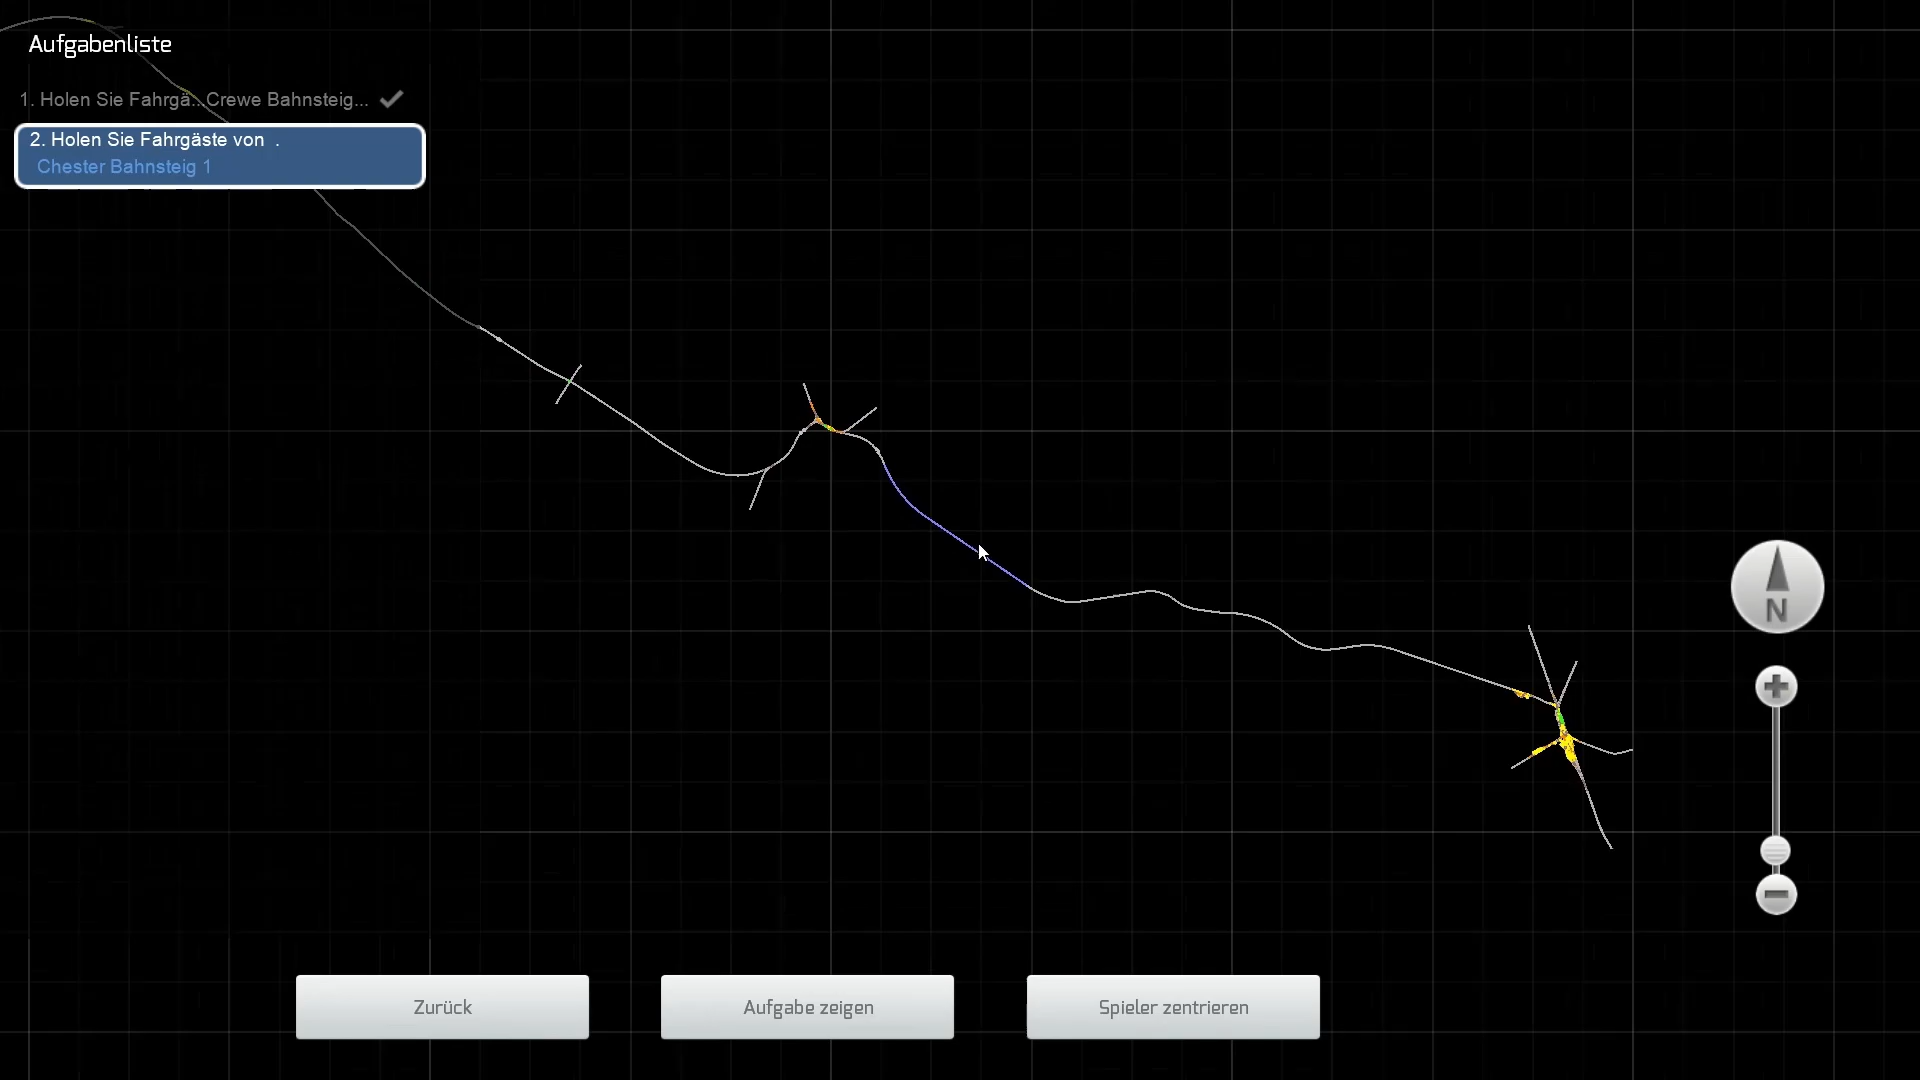 Aufgabenliste
1. Holen Sie Fahrgä...Crewe Bahnsteig...
2. Holen Sie Fahrgäste von  .
Chester Bahnsteig 1
N
Zurück
Aufgabe zeigen
Spieler zentrieren